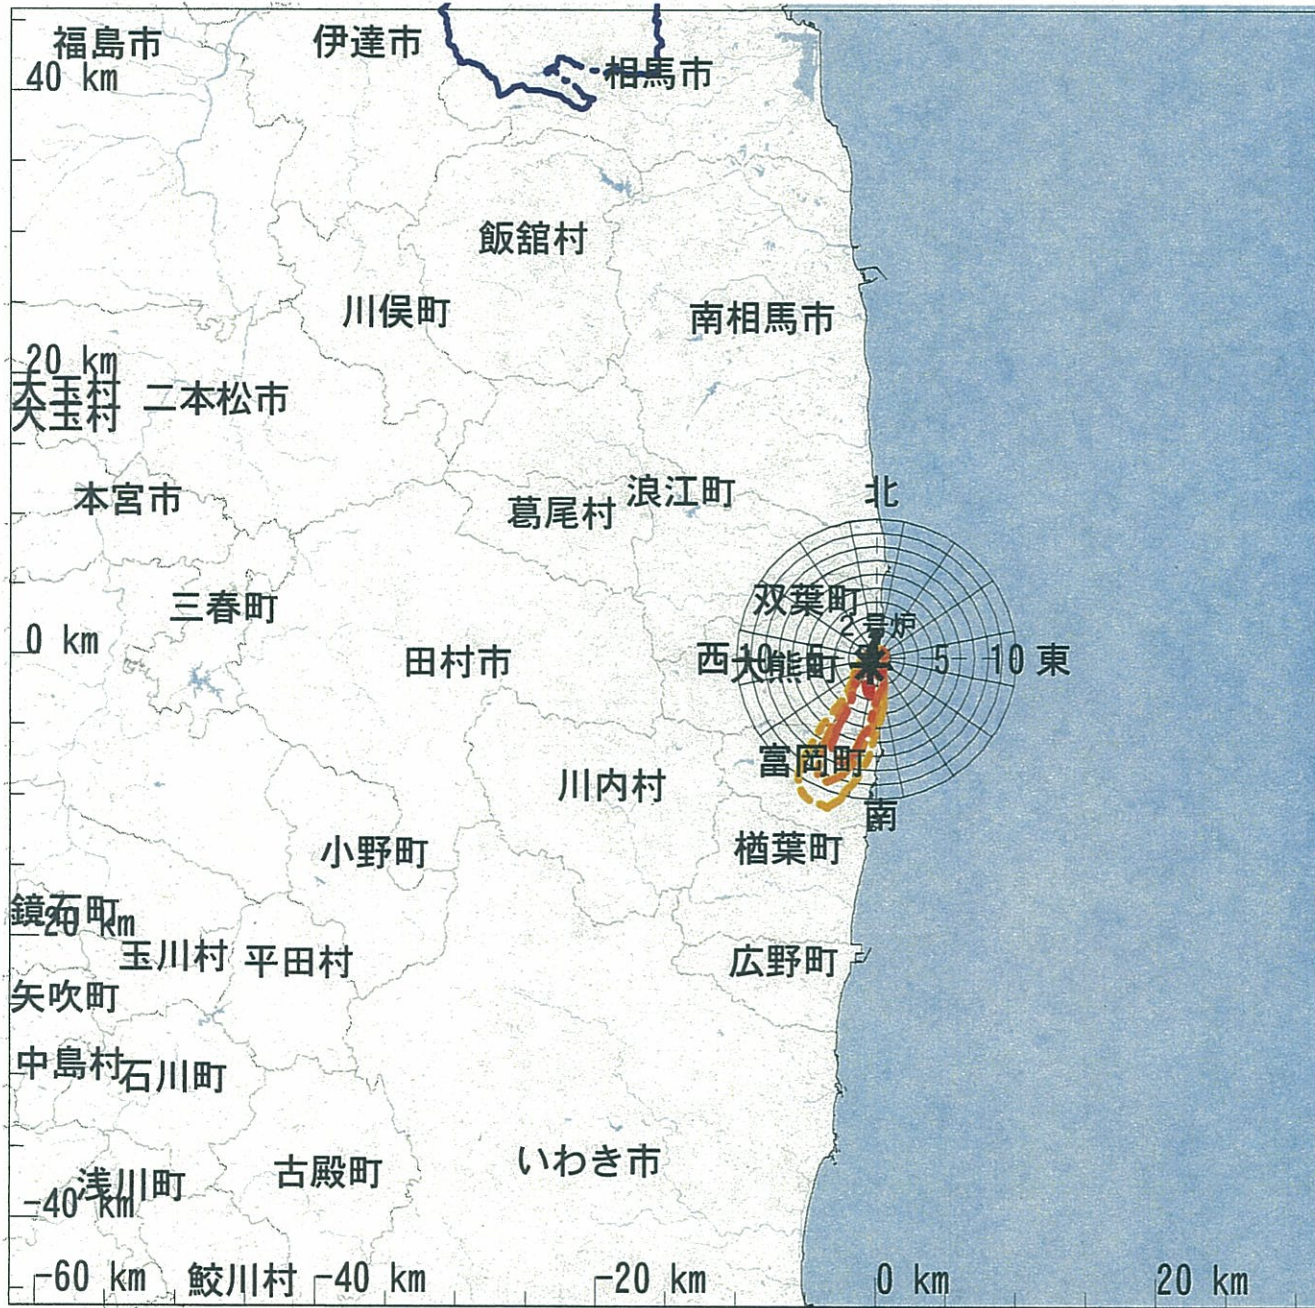 福島市 伊達市
40 km 相馬市
飯舘村
川俣町 南相馬市
20 km
大玉村 二本松市
大玉村
本宮市 葛尾村 浪江町 北
三春町 双葉町
2号炉
0 km 田村市 西 10 5 大熊町 5 10 東
富岡町
川内村
南
小野町 楢葉町
鏡石町
-20 km
玉川村 平田村 広野町
矢吹町
中島村 石川町
浅川町 古殿町 いわき市
-40 km
-60 km 鮫川村 -40 km -20 km 0 km 20 km